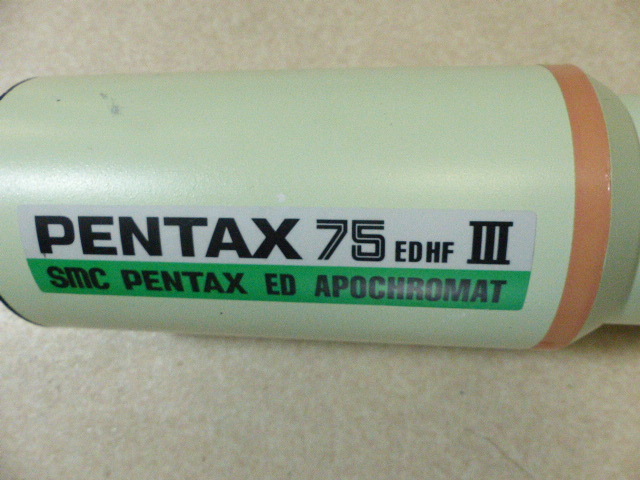 PENTAX 75 EDHF III
SMC PENTAX ED APOCHROMAT